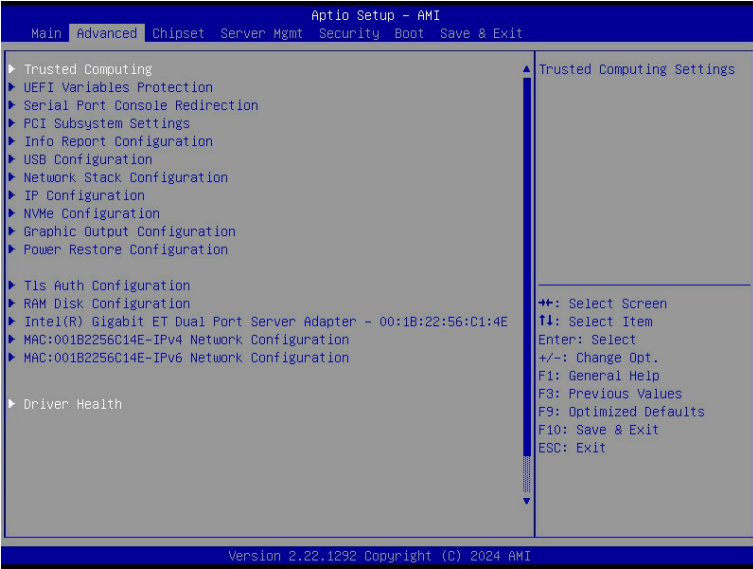 Aptio Setup – AMI
Main Advanced Chipset Server Mgmt Security Boot Save & Exit
Trusted Computing
UEFI Variables Protection
Serial Port Console Redirection
PCI Subsystem Settings
Info Report Configuration
USB Configuration
Network Stack Configuration
IP Configuration
NVMe Configuration
Graphic Output Configuration
Power Restore Configuration
Tls Auth Configuration
RAM Disk Configuration
Intel(R) Gigabit ET Dual Port Server Adapter – 00:1B:22:56:C1:4E
MAC:001B2256C14E–IPv4 Network Configuration
MAC:001B2256C14E–IPv6 Network Configuration
Driver Health
Trusted Computing Settings
→←: Select Screen
↑↓: Select Item
Enter: Select
+/–: Change Opt.
F1: General Help
F3: Previous Values
F9: Optimized Defaults
F10: Save & Exit
ESC: Exit
Version 2.22.1292 Copyright (C) 2024 AMI